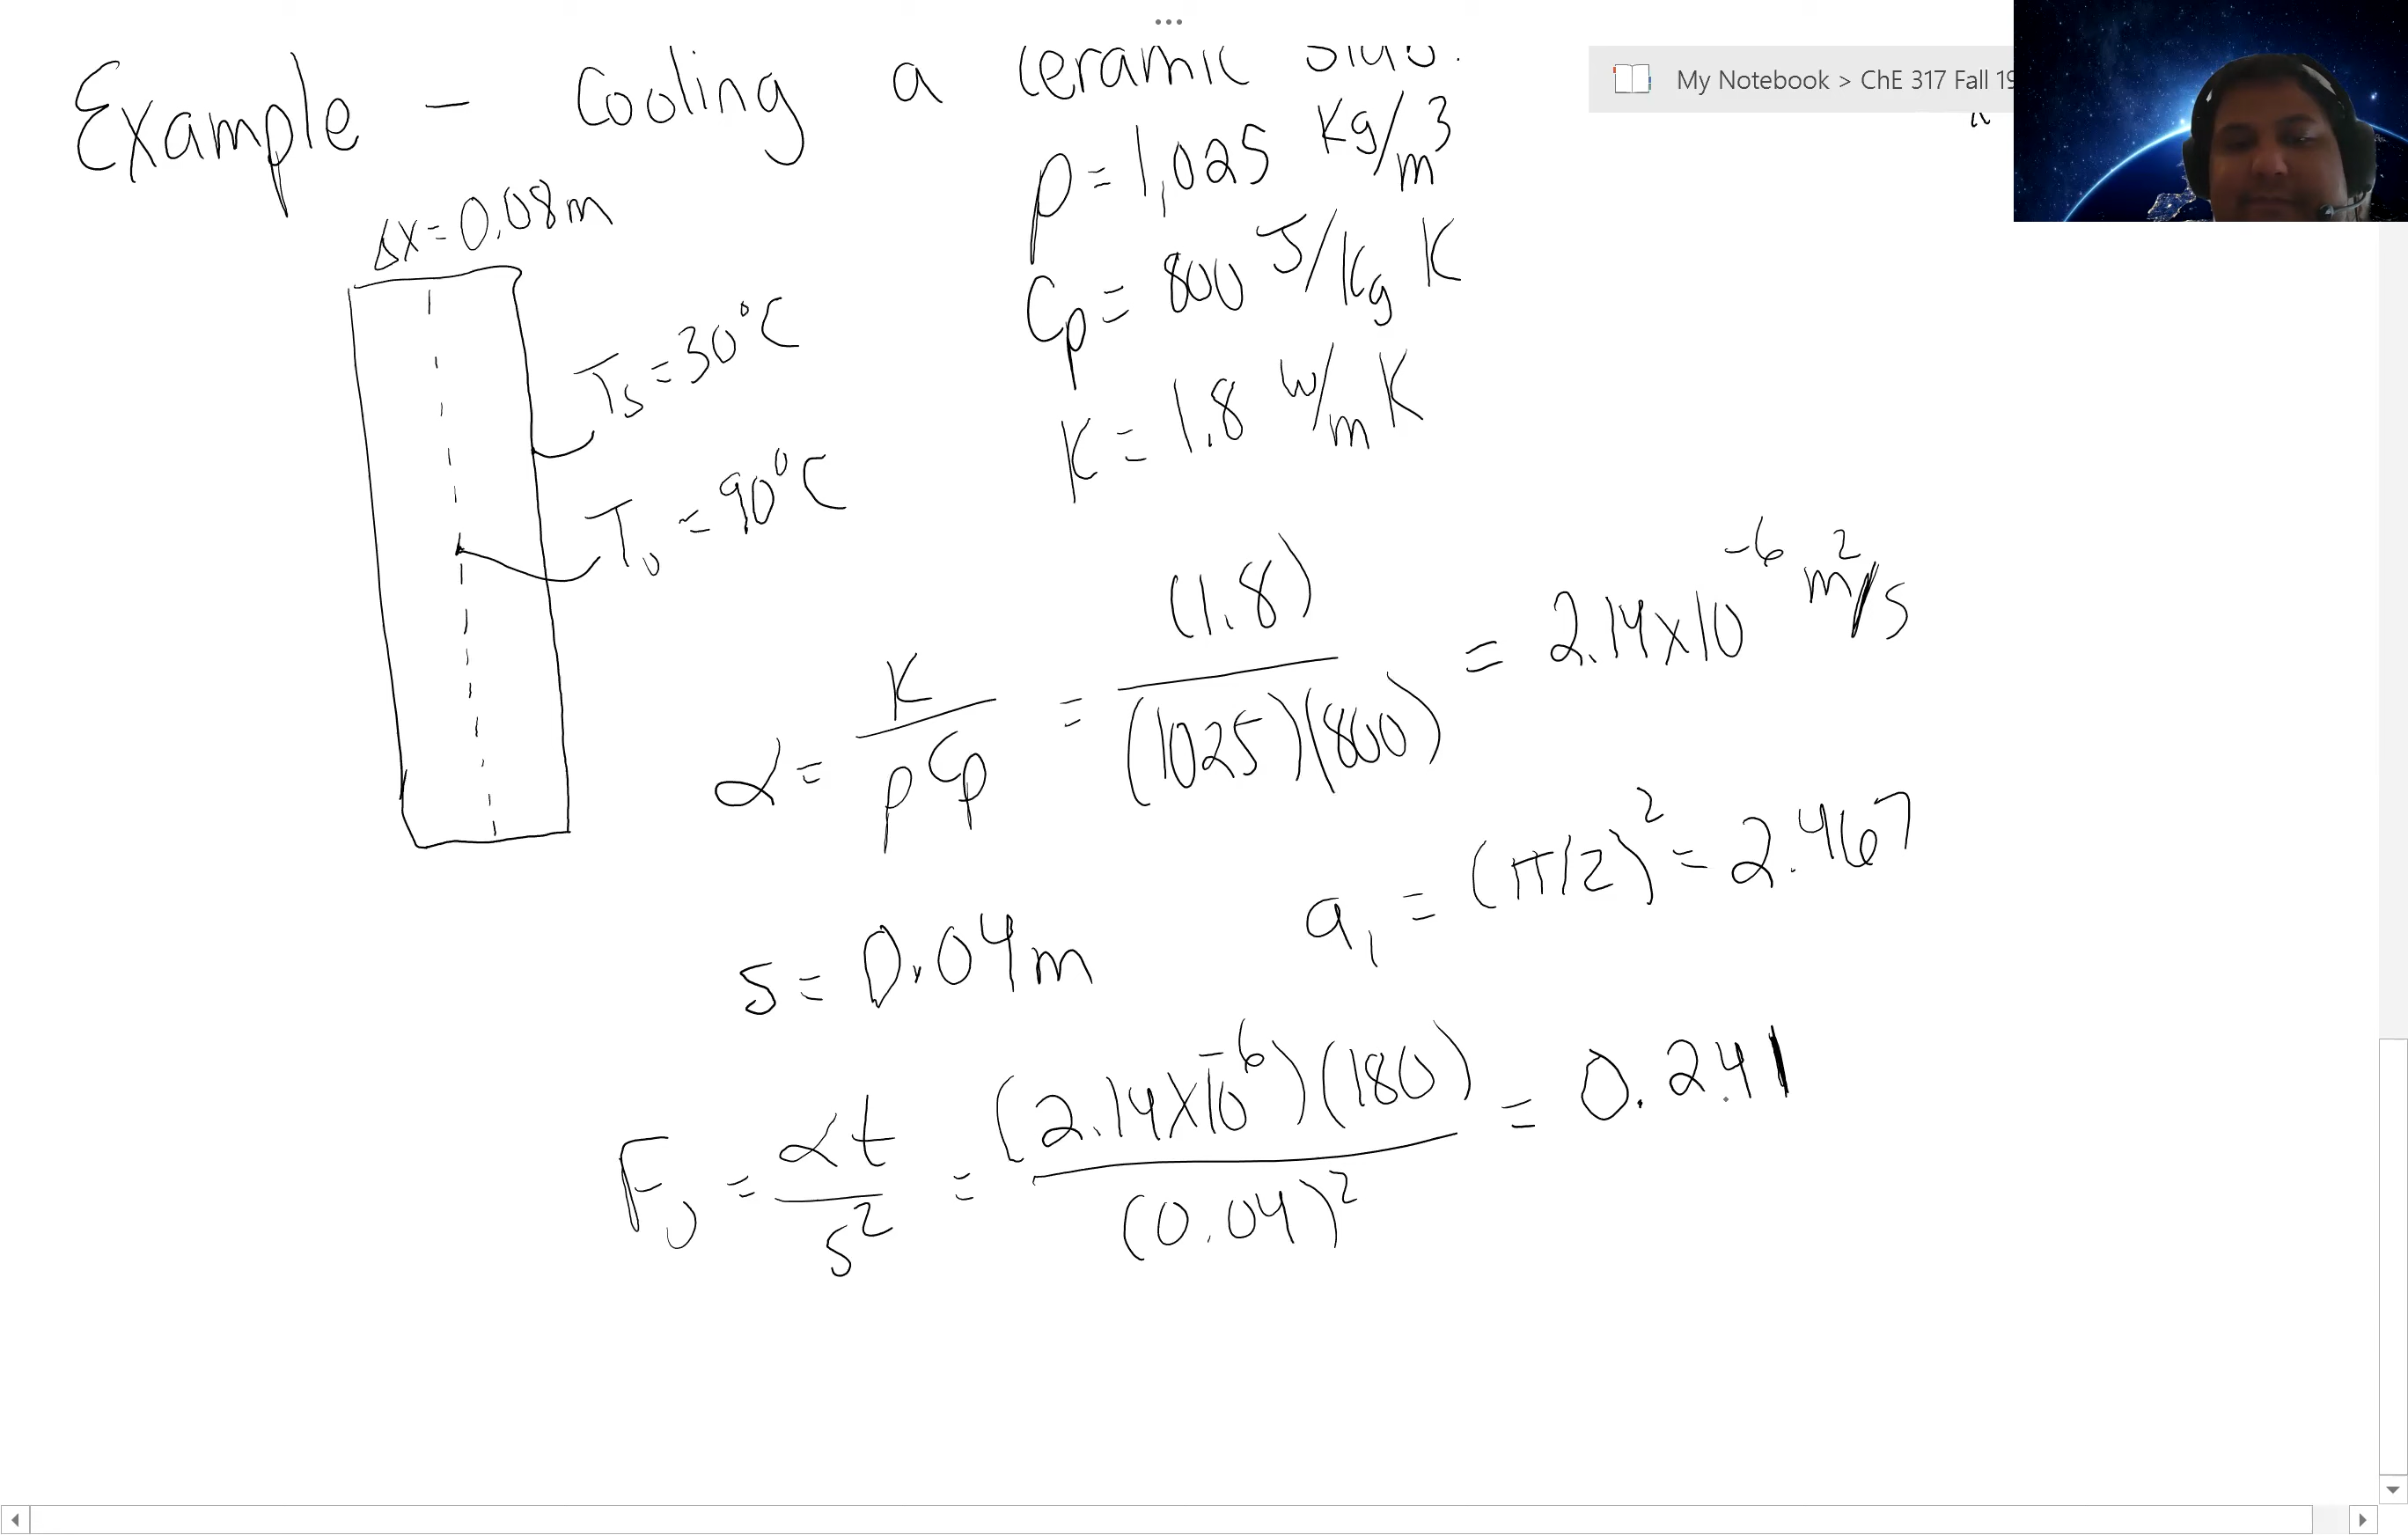 Example - Cooling a ceramic slab.
My Notebook > ChE 317 Fall 19
Δx = 0.08m
ρ = 1,025 Kg/m³
Cp = 800 J/Kg K
K = 1.8 W/m K
Ts = 30°C
T₀ = 90°C
α = K / ρCp = (1.8) / (1025)(800) = 2.14x10⁻⁶ m²/s
s = 0.04m
a₁ = (π/2)² = 2.467
F₀ = αt / s² = (2.14x10⁻⁶)(180) / (0.04)² = 0.241